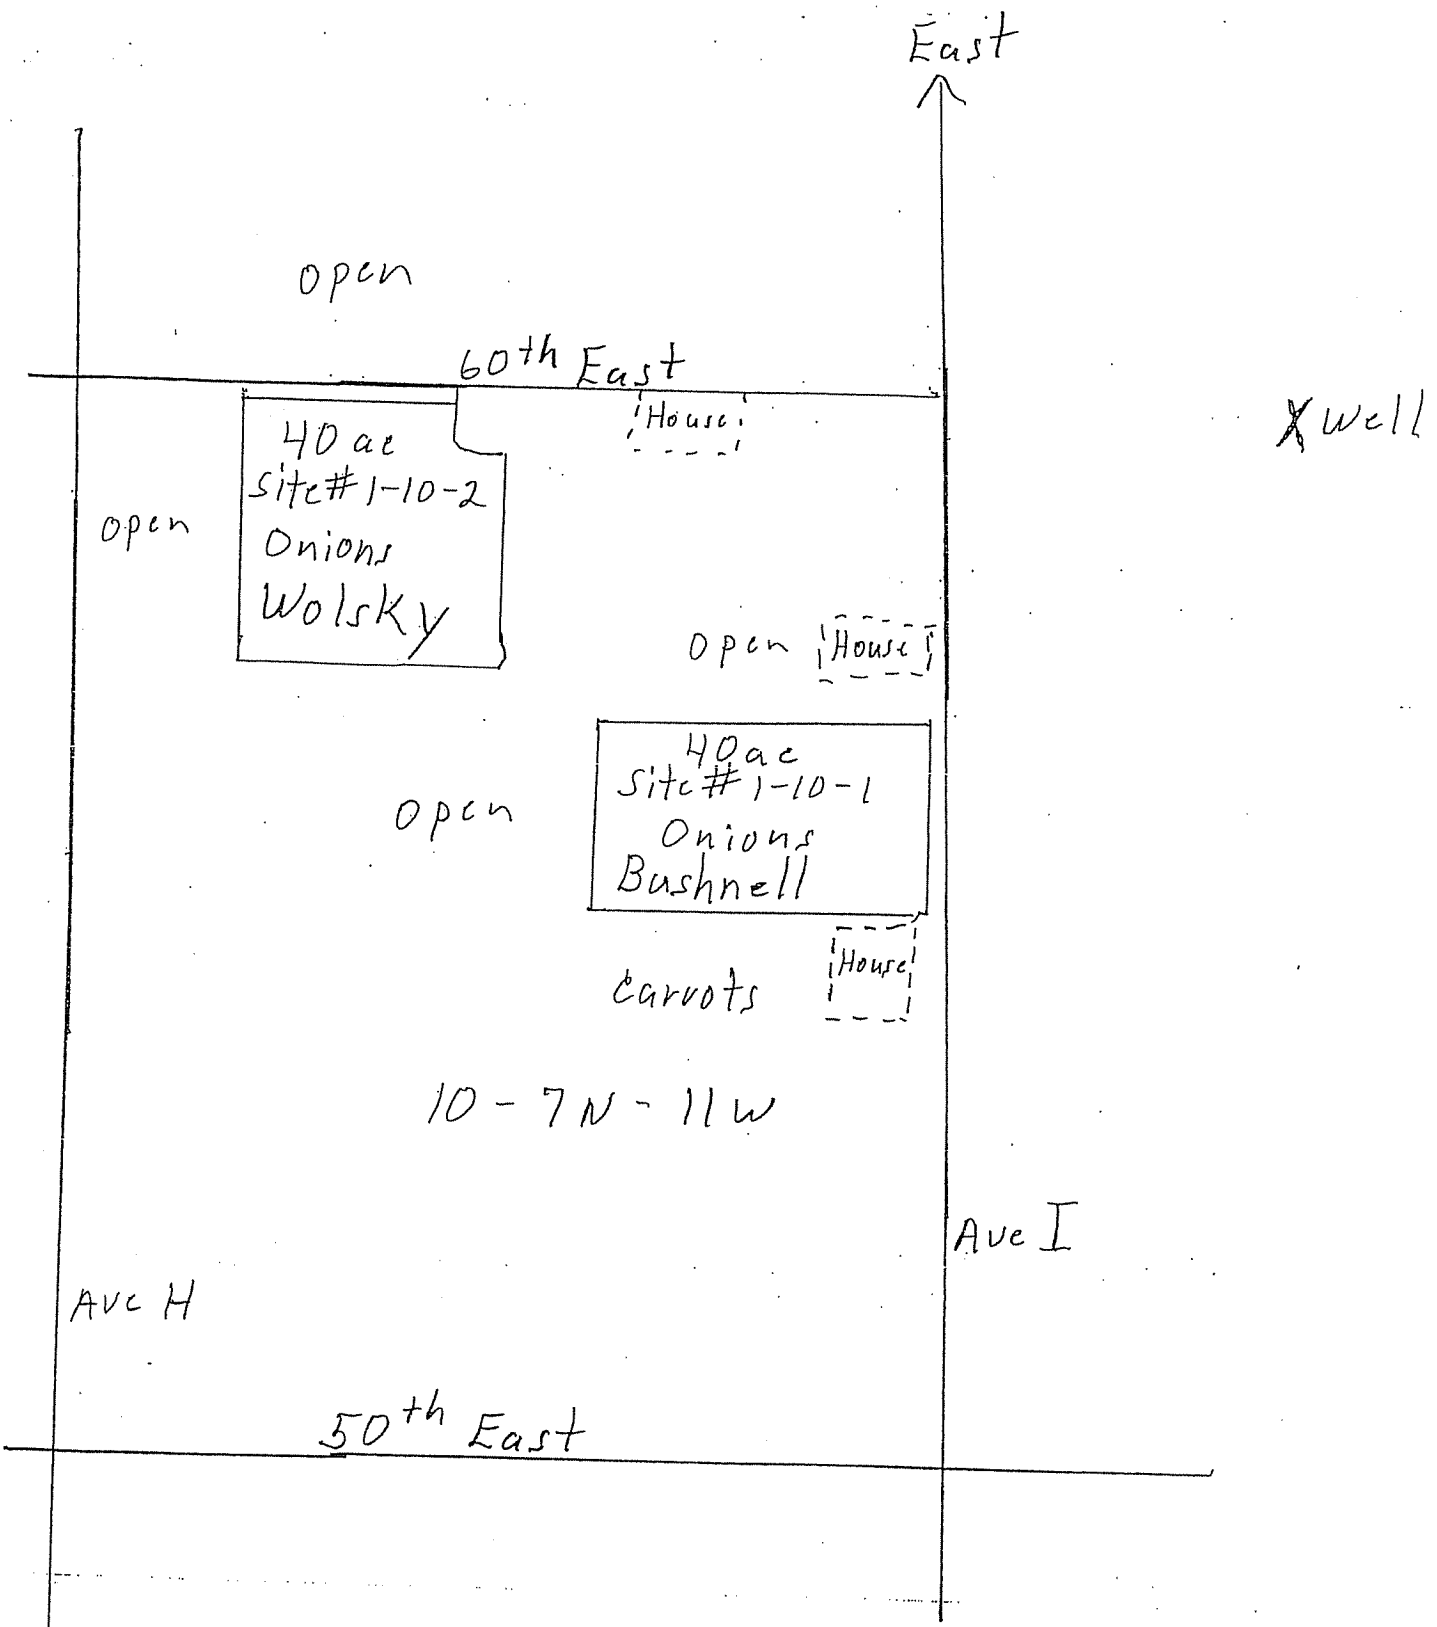 East
open
60th East
House
X Well
40 ac
Site# 1-10-2
Onions
Wolsky
open
open
House
40 ac
Site# 1-10-1
Onions
Bushnell
open
House
Carrots
10 - 7N - 11W
Ave I
Ave H
50th East